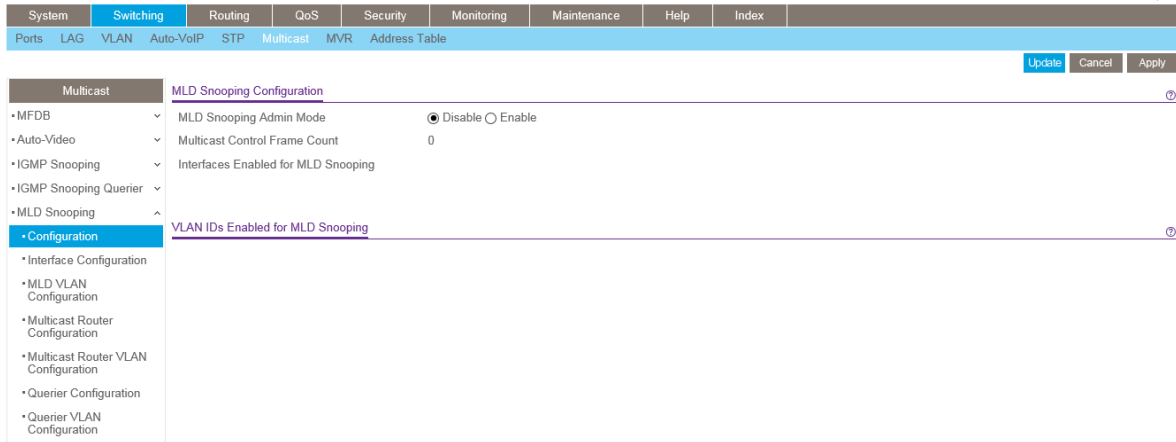 System Switching Routing QoS Security Monitoring Maintenance Help Index
Ports LAG VLAN Auto-VoIP STP Multicast MVR Address Table
Update Cancel Apply
Multicast
MFDB
Auto-Video
IGMP Snooping
IGMP Snooping Querier
MLD Snooping
Configuration
Interface Configuration
MLD VLAN
Configuration
Multicast Router
Configuration
Multicast Router VLAN
Configuration
Querier Configuration
Querier VLAN
Configuration
MLD Snooping Configuration
MLD Snooping Admin Mode Disable Enable
Multicast Control Frame Count 0
Interfaces Enabled for MLD Snooping
VLAN IDs Enabled for MLD Snooping